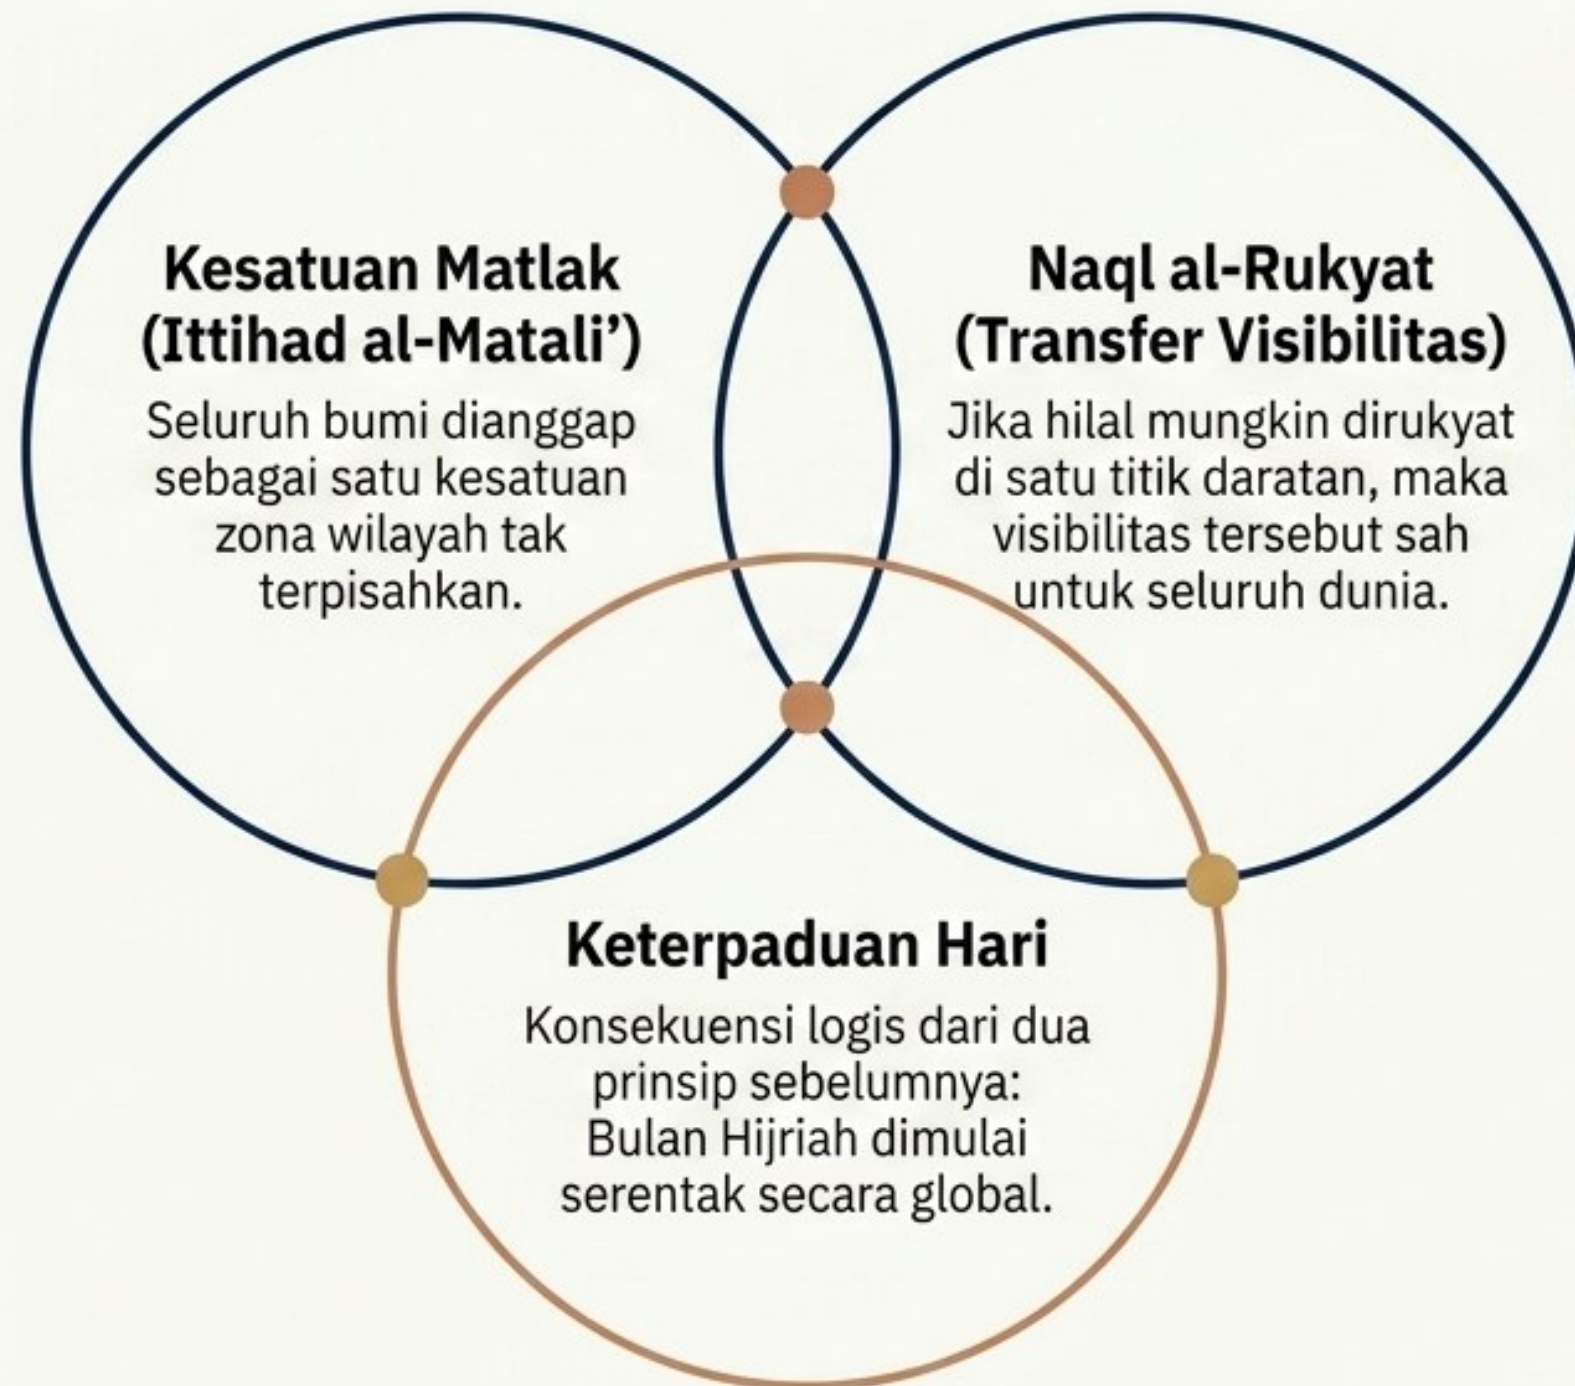 Kesatuan Matlak
(Ittihad al-Matali’)
Seluruh bumi dianggap
sebagai satu kesatuan
zona wilayah tak
terpisahkan.
Naql al-Rukyat
(Transfer Visibilitas)
Jika hilal mungkin dirukyat
di satu titik daratan, maka
visibilitas tersebut sah
untuk seluruh dunia.
Keterpaduan Hari
Konsekuensi logis dari dua
prinsip sebelumnya:
Bulan Hijriah dimulai
serentak secara global.